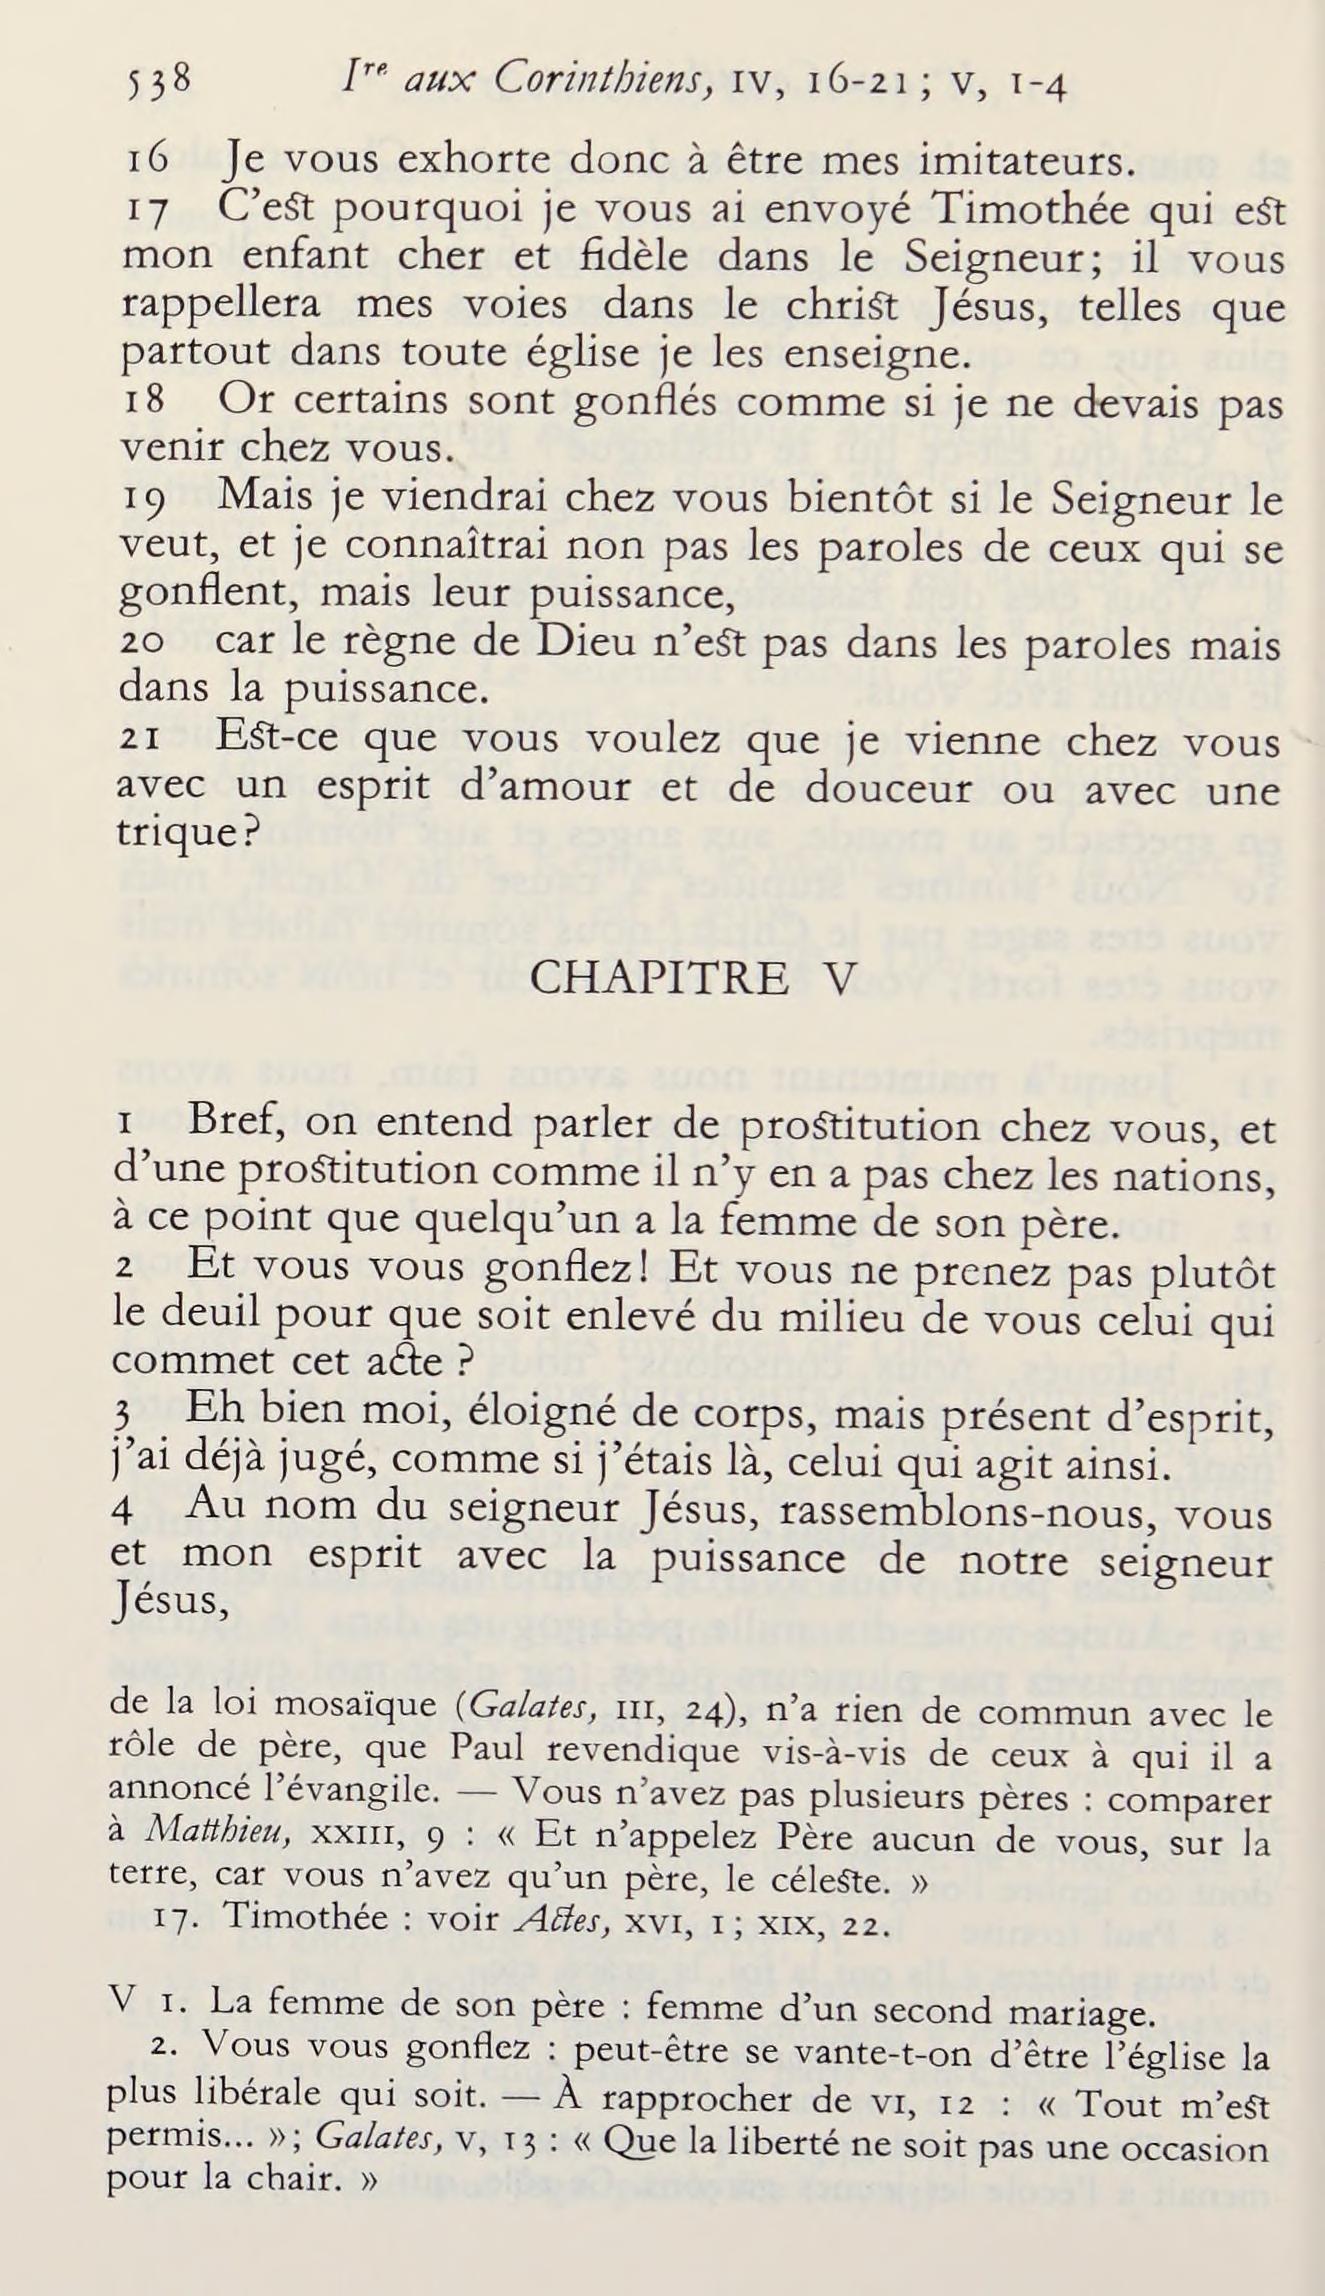 538 Ire aux Corinthiens, IV, 16-21 ; V, 1-4
16 Je vous exhorte donc à être mes imitateurs.
17 C’est pourquoi je vous ai envoyé Timothée qui est
mon enfant cher et fidèle dans le Seigneur; il vous
rappellera mes voies dans le christ Jésus, telles que
partout dans toute église je les enseigne.
18 Or certains sont gonflés comme si je ne devais pas
venir chez vous.
19 Mais je viendrai chez vous bientôt si le Seigneur le
veut, et je connaîtrai non pas les paroles de ceux qui se
gonflent, mais leur puissance,
20 car le règne de Dieu n’est pas dans les paroles mais
dans la puissance.
21 Est-ce que vous voulez que je vienne chez vous
avec un esprit d’amour et de douceur ou avec une
trique?
CHAPITRE V
1 Bref, on entend parler de prostitution chez vous, et
d’une prostitution comme il n’y en a pas chez les nations,
à ce point que quelqu’un a la femme de son père.
2 Et vous vous gonflez! Et vous ne prenez pas plutôt
le deuil pour que soit enlevé du milieu de vous celui qui
commet cet acte ?
3 Eh bien moi, éloigné de corps, mais présent d’esprit,
j’ai déjà jugé, comme si j’étais là, celui qui agit ainsi.
4 Au nom du seigneur Jésus, rassemblons-nous, vous
et mon esprit avec la puissance de notre seigneur
Jésus,
de la loi mosaïque (Galates, III, 24), n’a rien de commun avec le
rôle de père, que Paul revendique vis-à-vis de ceux à qui il a
annoncé l’évangile. — Vous n’avez pas plusieurs pères : comparer
à Matthieu, XXIII, 9 : « Et n’appelez Père aucun de vous, sur la
terre, car vous n’avez qu’un père, le céleste. »
17. Timothée : voir Actes, XVI, 1 ; XIX, 22.
V 1. La femme de son père : femme d’un second mariage.
2. Vous vous gonflez : peut-être se vante-t-on d’être l’église la
plus libérale qui soit. — À rapprocher de VI, 12 : « Tout m’est
permis... »; Galates, V, 13 : « Que la liberté ne soit pas une occasion
pour la chair. »